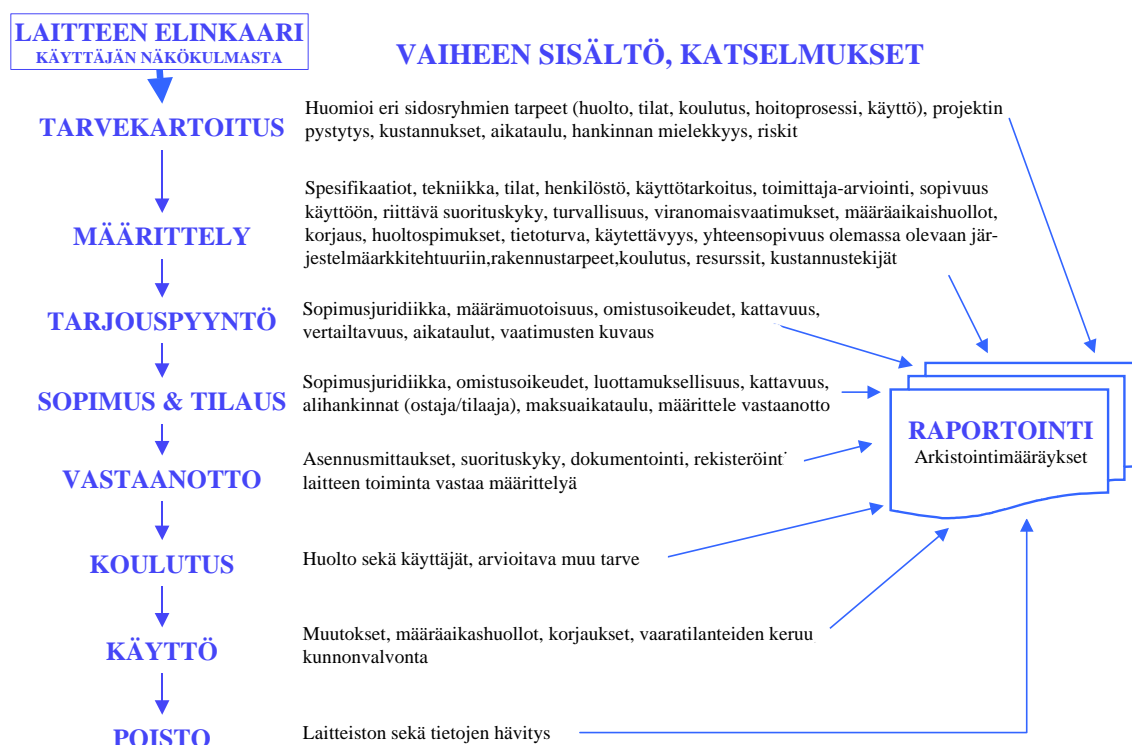 LAITTEEN ELINKAARI
KÄYTTÄJÄN NÄKÖKULMASTA
VAIHEEN SISÄLTÖ, KATSELMUKSET
TARVEKARTOITUS
Huomioi eri sidosryhmien tarpeet (huolto, tilat, koulutus, hoitoprosessi, käyttö), projektin
pystytys, kustannukset, aikataulu, hankinnan mielekkyys, riskit
MÄÄRITTELY
Spesifikaatiot, tekniikka, tilat, henkilöstö, käyttötarkoitus, toimittaja-arviointi, sopivuus
käyttöön, riittävä suorituskyky, turvallisuus, viranomaisvaatimukset, määräaikaishuollot,
korjaus, huoltospimukset, tietoturva, käytettävyys, yhteensopivuus olemassa olevaan jär-
jestelmäarkkitehtuuriin,rakennustarpeet,koulutus, resurssit, kustannustekijät
TARJOUSPYYNTÖ
Sopimusjuridiikka, määrämuotoisuus, omistusoikeudet, kattavuus,
vertailtavuus, aikataulut, vaatimusten kuvaus
SOPIMUS & TILAUS
Sopimusjuridiikka, omistusoikeudet, luottamuksellisuus, kattavuus,
alihankinnat (ostaja/tilaaja), maksuaikataulu, määrittele vastaanotto
RAPORTOINTI
Arkistointimääräykset
VASTAANOTTO
Asennusmittaukset, suorituskyky, dokumentointi, rekisteröint
laitteen toiminta vastaa määrittelyä
KOULUTUS
Huolto sekä käyttäjät, arvioitava muu tarve
KÄYTTÖ
Muutokset, määräaikashuollot, korjaukset, vaaratilanteiden keruu
kunnonvalvonta
POISTO
Laitteiston sekä tietojen hävitys